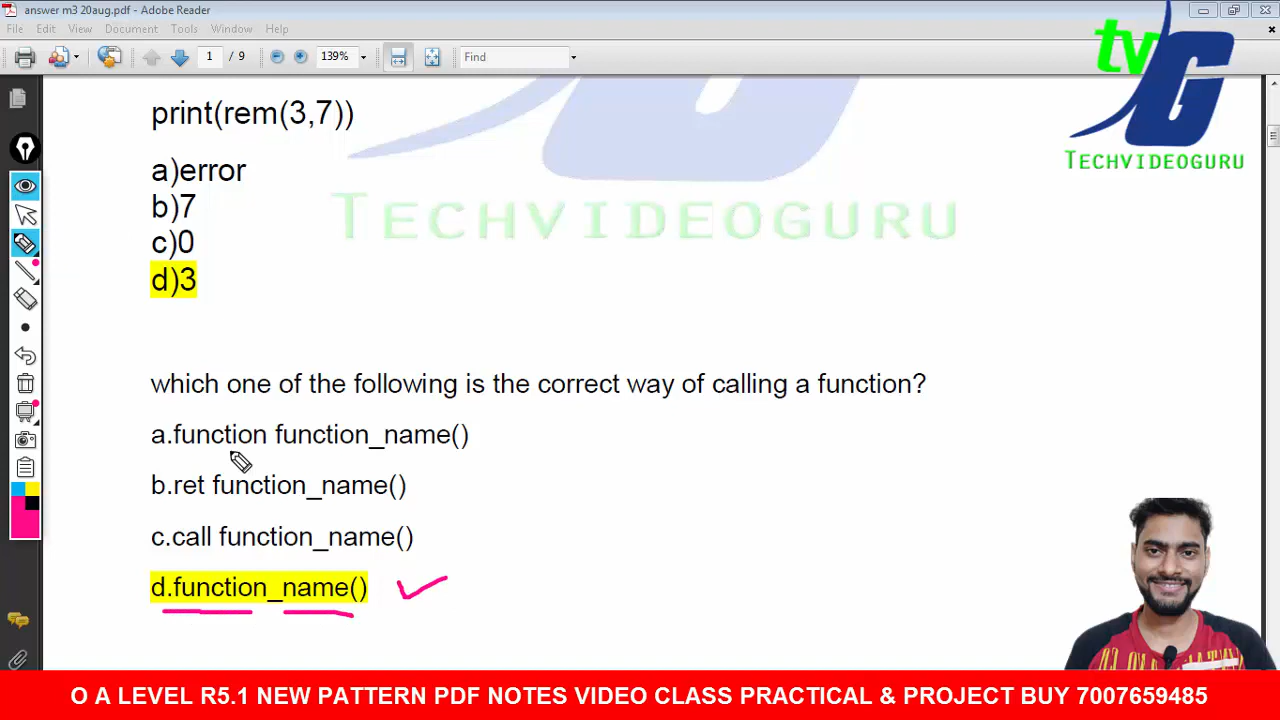 answer m3 20aug.pdf - Adobe Reader
File Edit View Document Tools Window Help
1 / 9 139% Find
tv G
TECHVIDEOGURU
print(rem(3,7))
a)error
b)7
TECHVIDEOGURU
c)0
d)3
which one of the following is the correct way of calling a function?
a.function function_name()
b.ret function_name()
c.call function_name()
d.function_name()
O A LEVEL R5.1 NEW PATTERN PDF NOTES VIDEO CLASS PRACTICAL & PROJECT BUY 7007659485